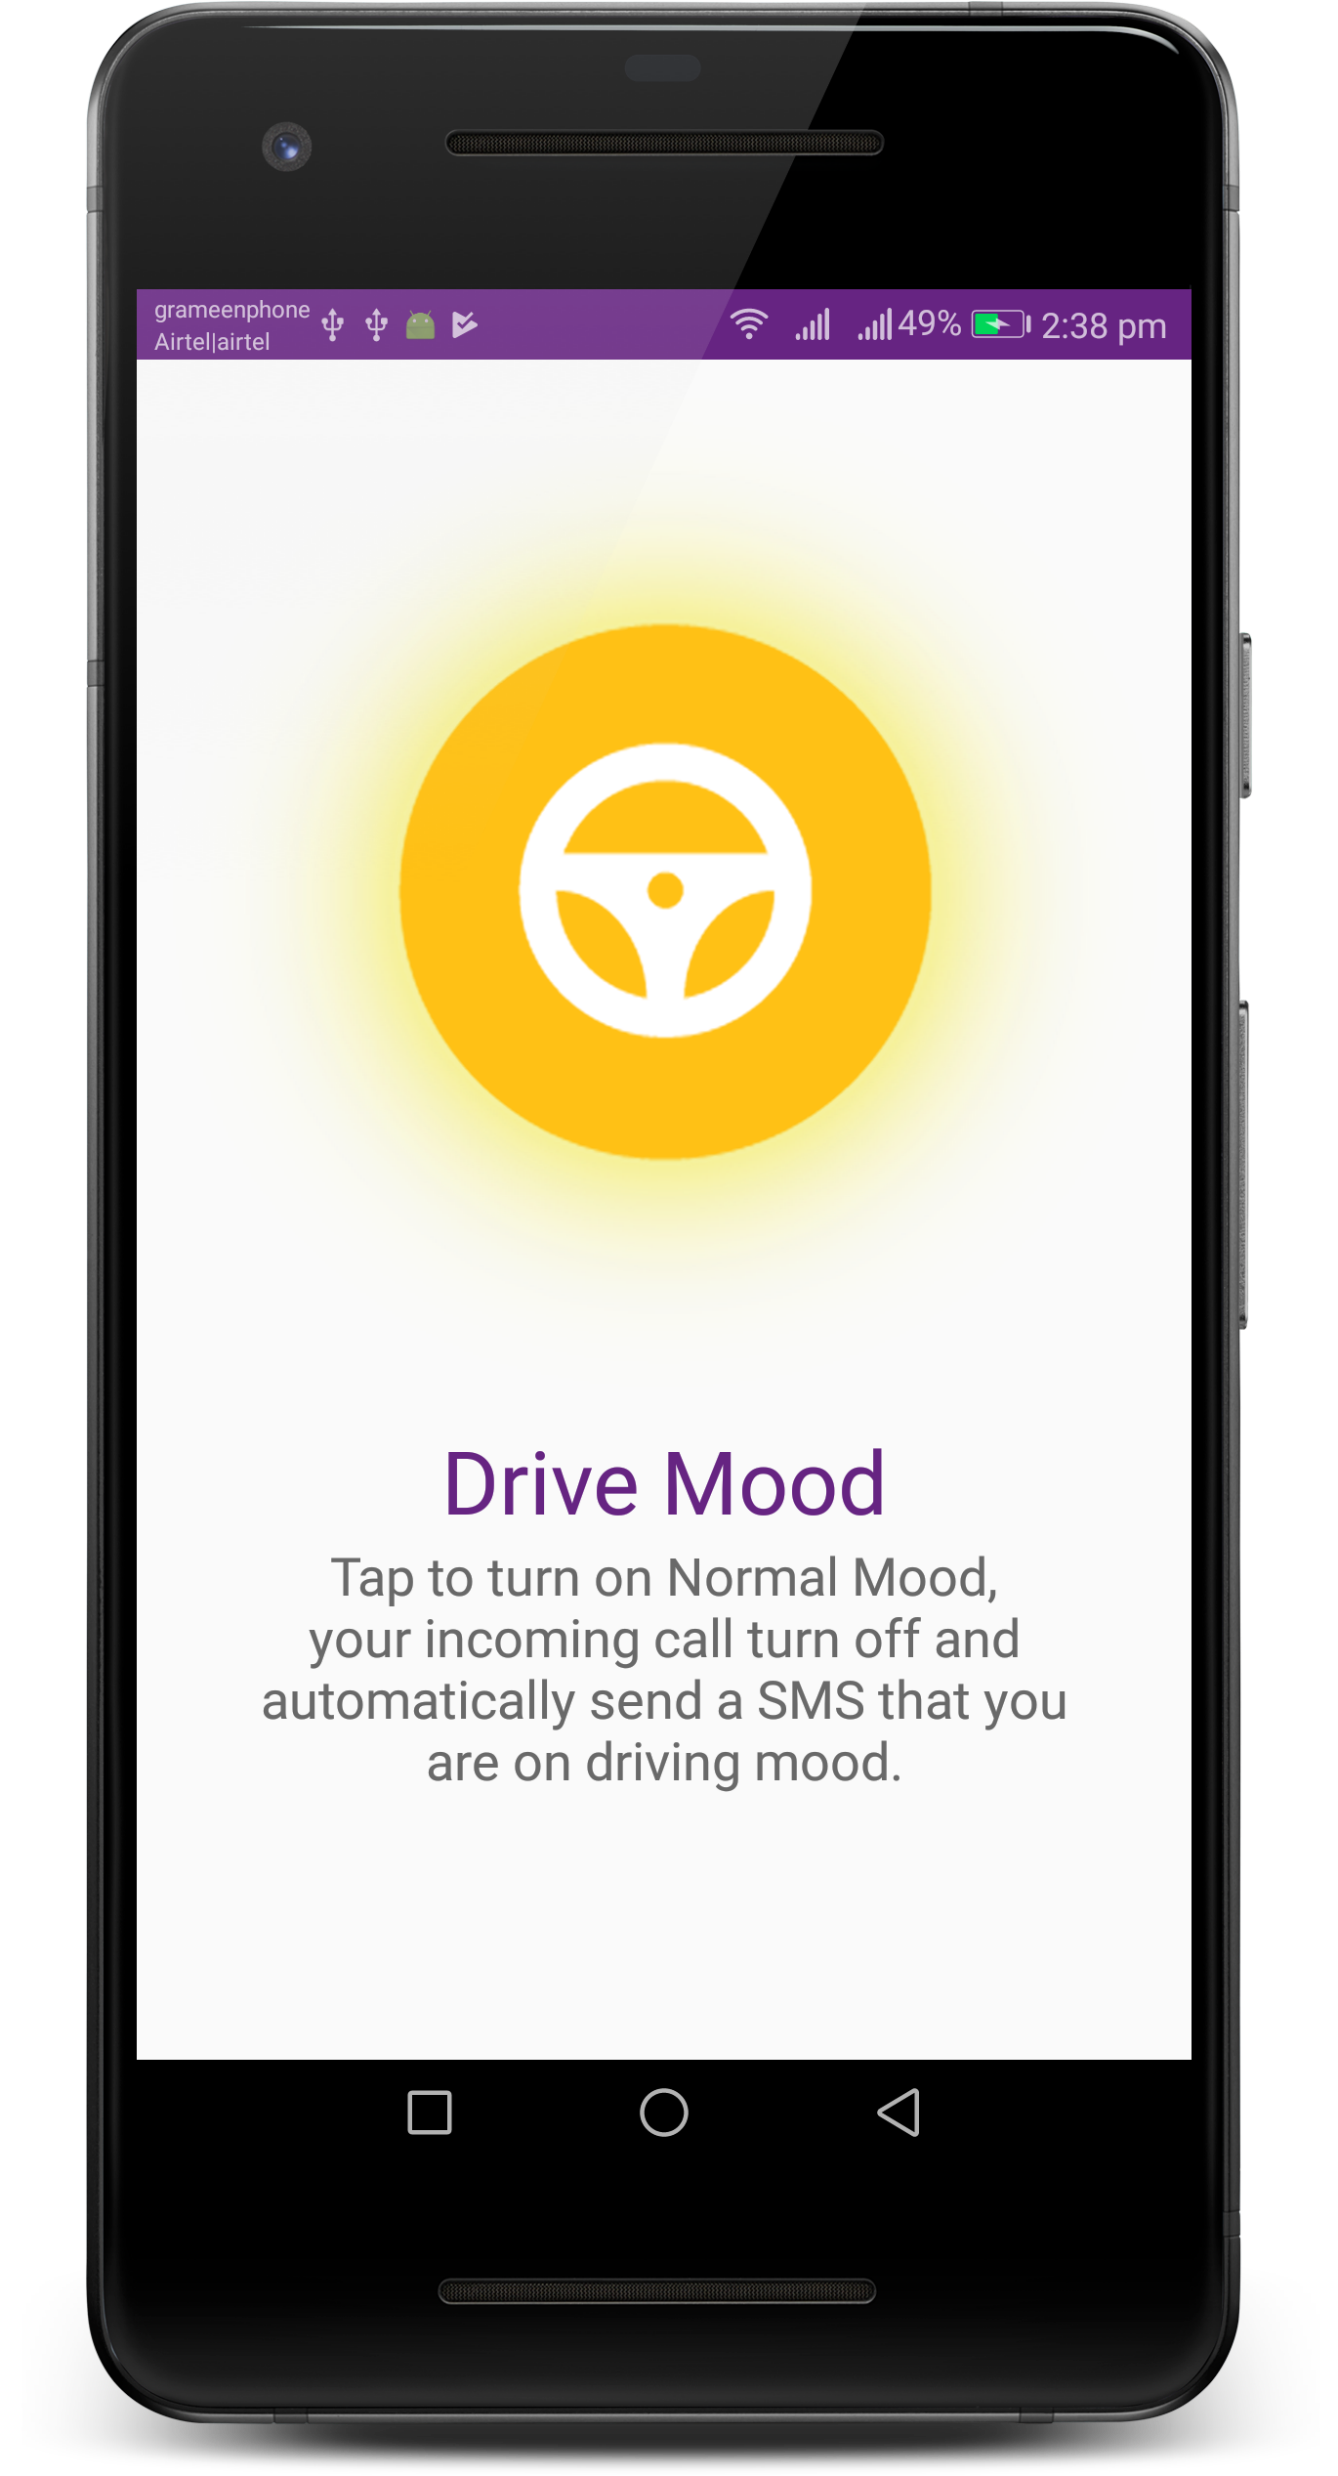 grameenphone
Airtel|airtel
49%
2:38 pm
Drive Mood
Tap to turn on Normal Mood,
your incoming call turn off and
automatically send a SMS that you
are on driving mood.